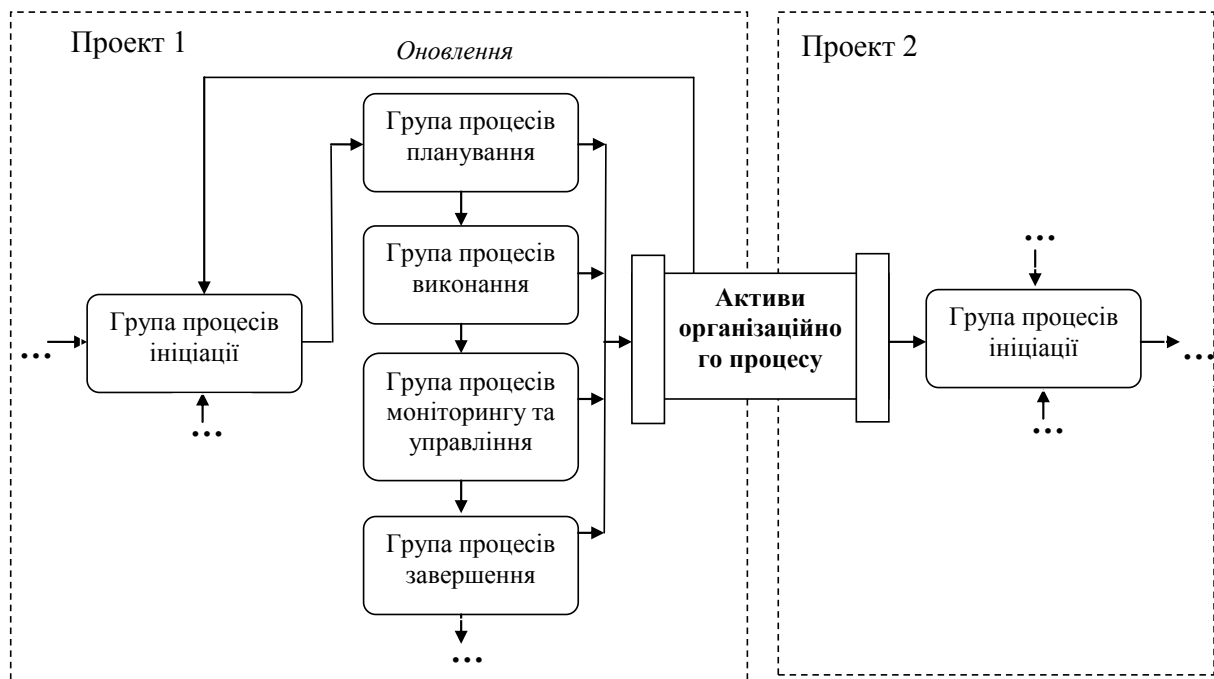 Проект 1
Оновлення
Група процесів
планування
Група процесів
виконання
Група процесів
ініціації
...
...
Група процесів
моніторингу та
управління
Група процесів
завершення
...
Активи
організаційно
го процесу
Проект 2
...
Група процесів
ініціації
...
...